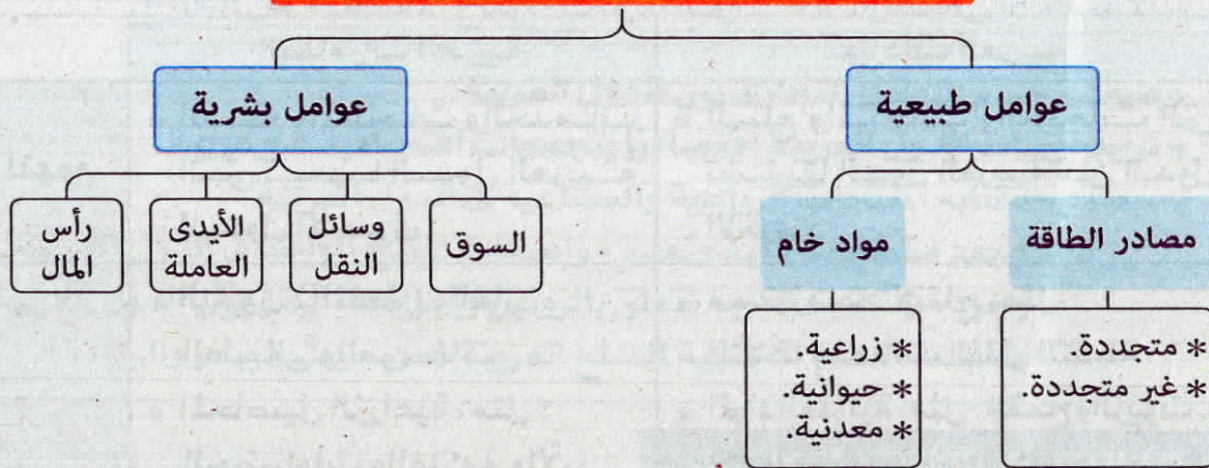 عوامل طبيعية
عوامل بشرية
مصادر الطاقة
مواد خام
* متجددة.
* غير متجددة.
* زراعية.
* حيوانية.
* معدنية.
السوق
وسائل
النقل
الأيدى
العاملة
رأس
المال